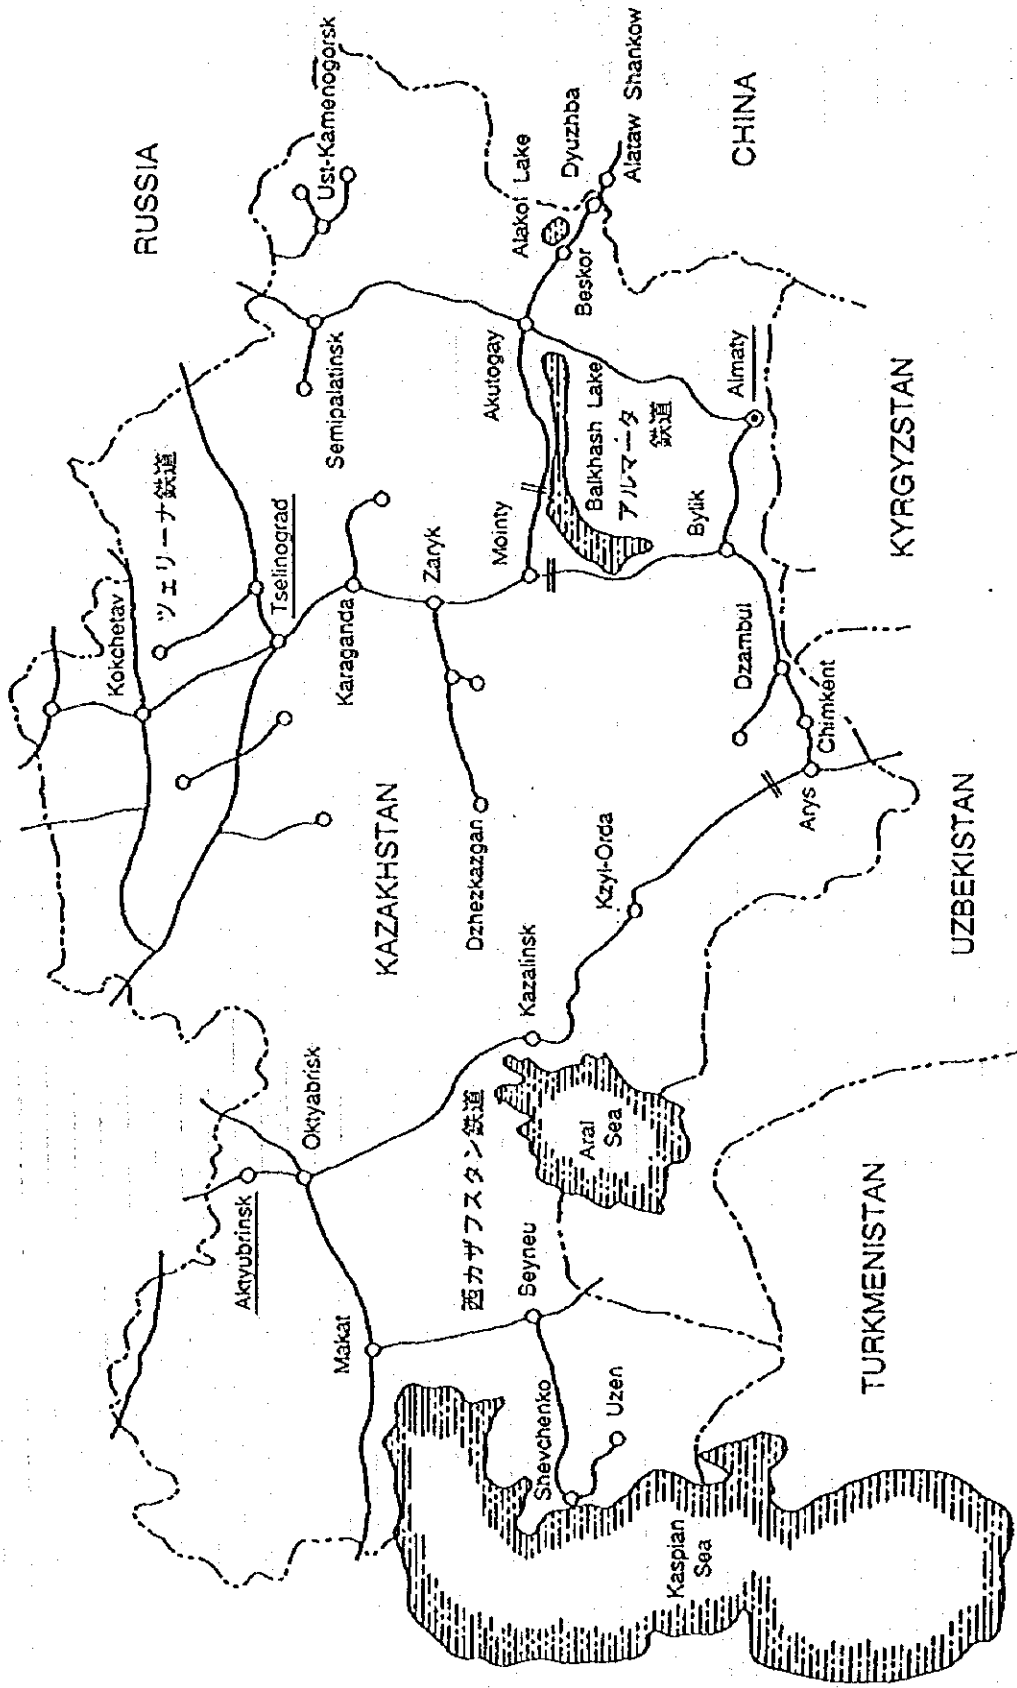 RUSSIA
Ust-Kamenogorsk
Kokchetav
ツェリーナ鉄道
Tselinograd
Semipalatinsk
Karaganda
Zaryk
Aktyubrinsk
Oktyabrisk
KAZAKHSTAN
Dzhezkazgan
Mointy
Akutogay
Alakol Lake
Dyuzhba
Alataw Shankow
Beskor
CHINA
Makat
西カザフスタン鉄道
Kazalinsk
Kzyl-Orda
Balkhash Lake
アルマータ
鉄道
Bylik
Almaty
Beyneu
Aral
Sea
Arys
Chimkent
Dzambul
Shevchenko
Uzen
Kaspian
Sea
TURKMENISTAN
UZBEKISTAN
KYRGYZSTAN